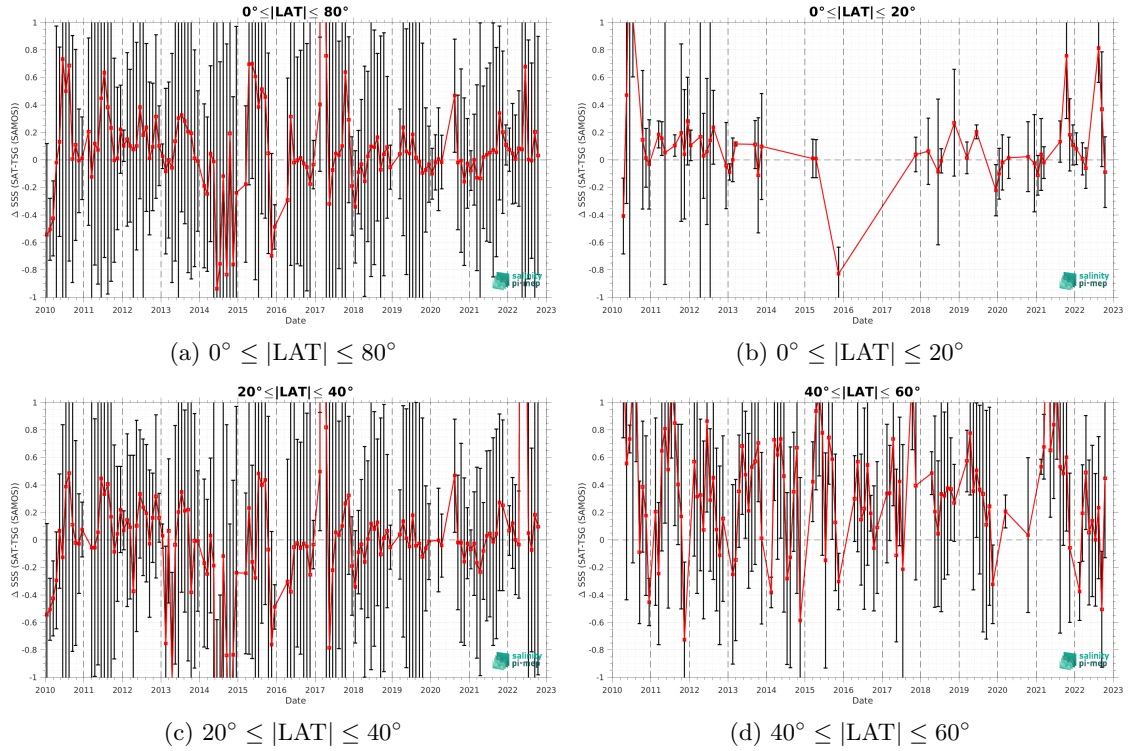 0°≤|LAT|≤ 80°
Δ SSS (SAT-TSG (SAMOS))
1
0.8
0.6
0.4
0.2
0
-0.2
-0.4
-0.6
-0.8
-1
2010 2011 2012 2013 2014 2015 2016 2017 2018 2019 2020 2021 2022 2023
Date
salinity
pi-mep
(a) 0° ≤ |LAT| ≤ 80°
0°≤|LAT|≤ 20°
Δ SSS (SAT-TSG (SAMOS))
1
0.8
0.6
0.4
0.2
0
-0.2
-0.4
-0.6
-0.8
-1
2010 2011 2012 2013 2014 2015 2016 2017 2018 2019 2020 2021 2022 2023
Date
salinity
pi-mep
(b) 0° ≤ |LAT| ≤ 20°
20°≤|LAT|≤ 40°
Δ SSS (SAT-TSG (SAMOS))
1
0.8
0.6
0.4
0.2
0
-0.2
-0.4
-0.6
-0.8
-1
2010 2011 2012 2013 2014 2015 2016 2017 2018 2019 2020 2021 2022 2023
Date
salinity
pi-mep
(c) 20° ≤ |LAT| ≤ 40°
40°≤|LAT|≤ 60°
Δ SSS (SAT-TSG (SAMOS))
1
0.8
0.6
0.4
0.2
0
-0.2
-0.4
-0.6
-0.8
-1
2010 2011 2012 2013 2014 2015 2016 2017 2018 2019 2020 2021 2022 2023
Date
salinity
pi-mep
(d) 40° ≤ |LAT| ≤ 60°